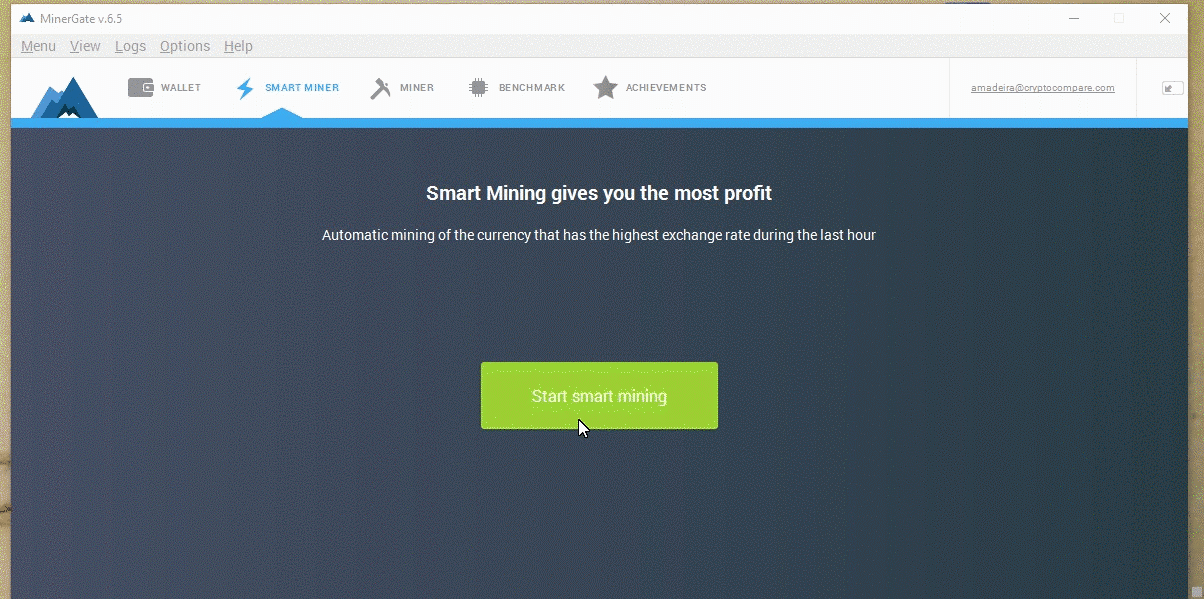 MinerGate v.6.5
Menu View Logs Options Help
WALLET SMART MINER MINER BENCHMARK ACHIEVEMENTS amadeira@cryptocompare.com
Smart Mining gives you the most profit
Automatic mining of the currency that has the highest exchange rate during the last hour
Start smart mining